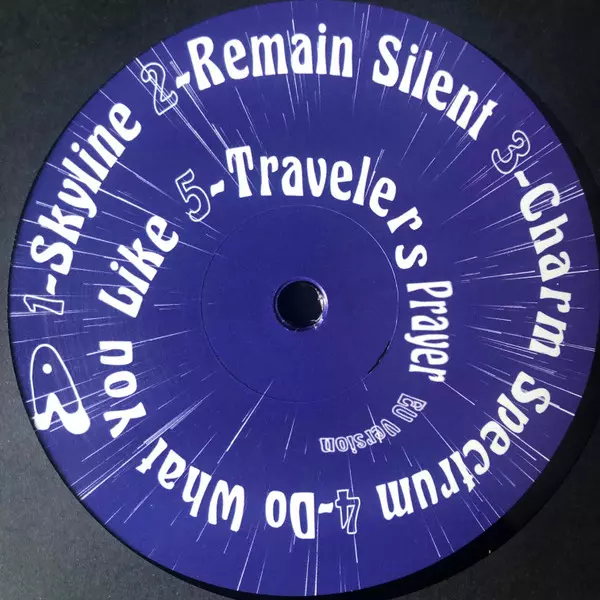 1-Skyline
2-Remain Silent
3-Charm Spectrum
4-Do What You Like
5-Travelers Prayer
EU Version